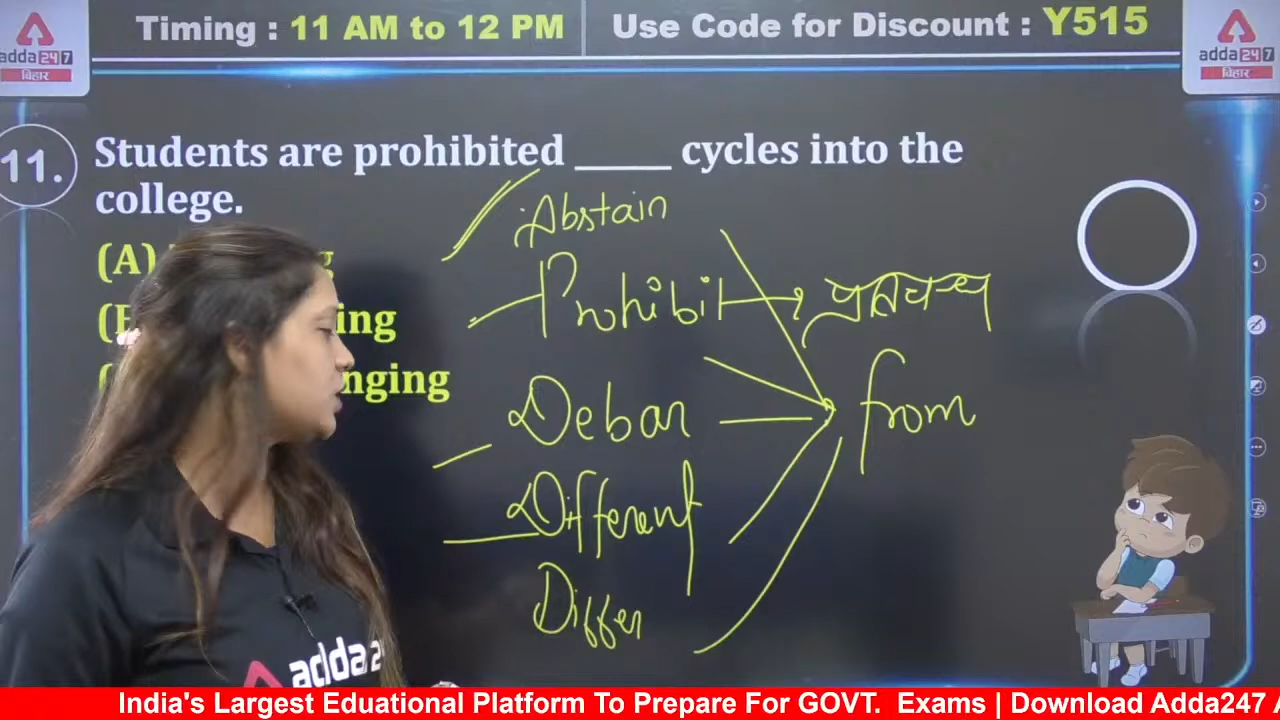 Timing : 11 AM to 12 PM
Use Code for Discount : Y515
adda247
बिहार
adda247
बिहार
11. Students are prohibited _____ cycles into the
college.
(A)
ing
nging
Abstain
Prohibit → प्रतिबन्ध
Debar
from
Different
Differ
adda24
India's Largest Eduational Platform To Prepare For GOVT. Exams | Download Adda247